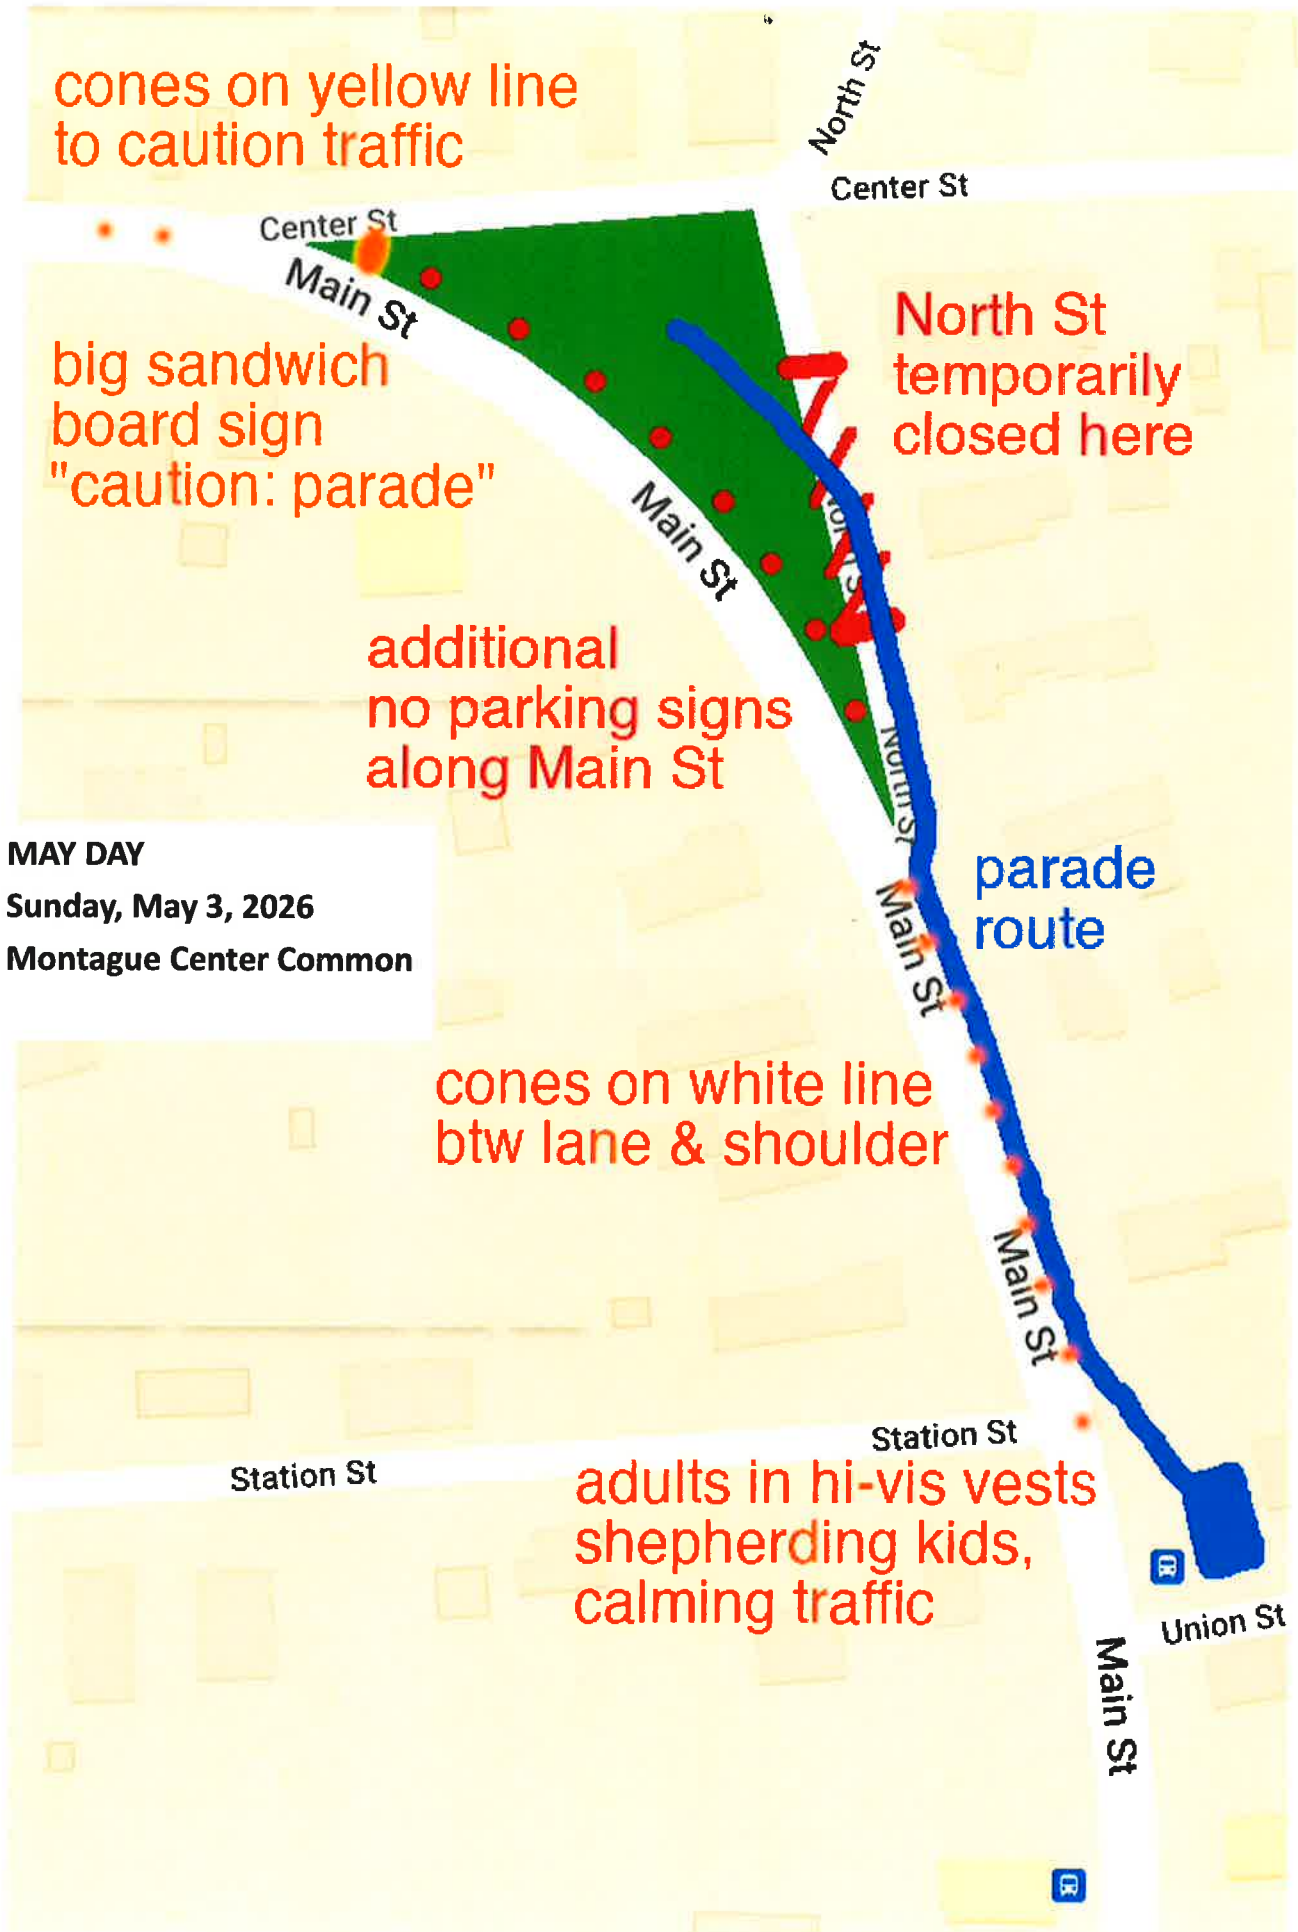 North St
cones on yellow line
to caution traffic
Center St
Center St
Main St
North St
temporarily
closed here
big sandwich
board sign
"caution: parade"
Main St
additional
no parking signs
along Main St
North St
MAY DAY
Sunday, May 3, 2026
Montague Center Common
parade
route
Main St
cones on white line
btw lane & shoulder
Main St
Station St
Station St
adults in hi-vis vests
shepherding kids,
calming traffic
Union St
Main St